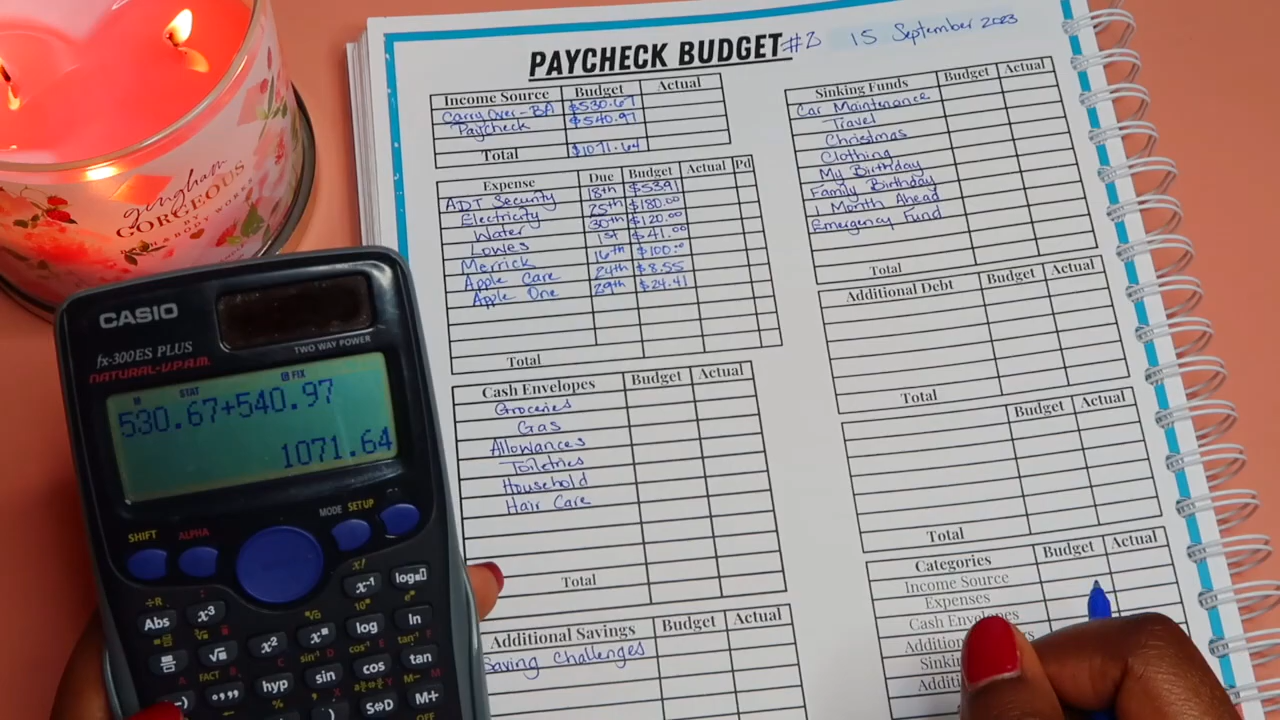 PAYCHECK BUDGET #2 15 September 2023
Income Source Budget Actual
Carry Over - BA $530.67
Paycheck $540.97
Total $1071.64
Expense Due Budget Actual Pd
ADT Security 18th $53.91
Electricity 25th $180.00
Water 30th $120.00
Lowes 1st $41.00
Merrick 16th $100.00
Apple Care 24th $8.55
Apple One 29th $24.41
Total
Cash Envelopes Budget Actual
Groceries
Gas
Allowances
Toiletries
Household
Hair Care
Total
Additional Savings Budget Actual
Saving Challenges
Sinking Funds Budget Actual
Car Maintenance
Travel
Christmas
Clothing
My Birthday
Family Birthday
Month Ahead
Emergency Fund
Total
Additional Debt Budget Actual
Total
Budget Actual
Total
Categories Budget Actual
Income Source
Expenses
Cash Envelopes
gingham
GORGEOUS
CASIO
fx-300ES PLUS
TWO WAY POWER
NATURAL-V.P.A.M.
M STAT FIX
530.67+540.97
1071.64
SHIFT ALPHA MODE SETUP
x! 
x⁻¹ log
÷R
Abs x³ x² log ln
FACT
hyp sin cos tan
S⇔D M+
M-
OFF